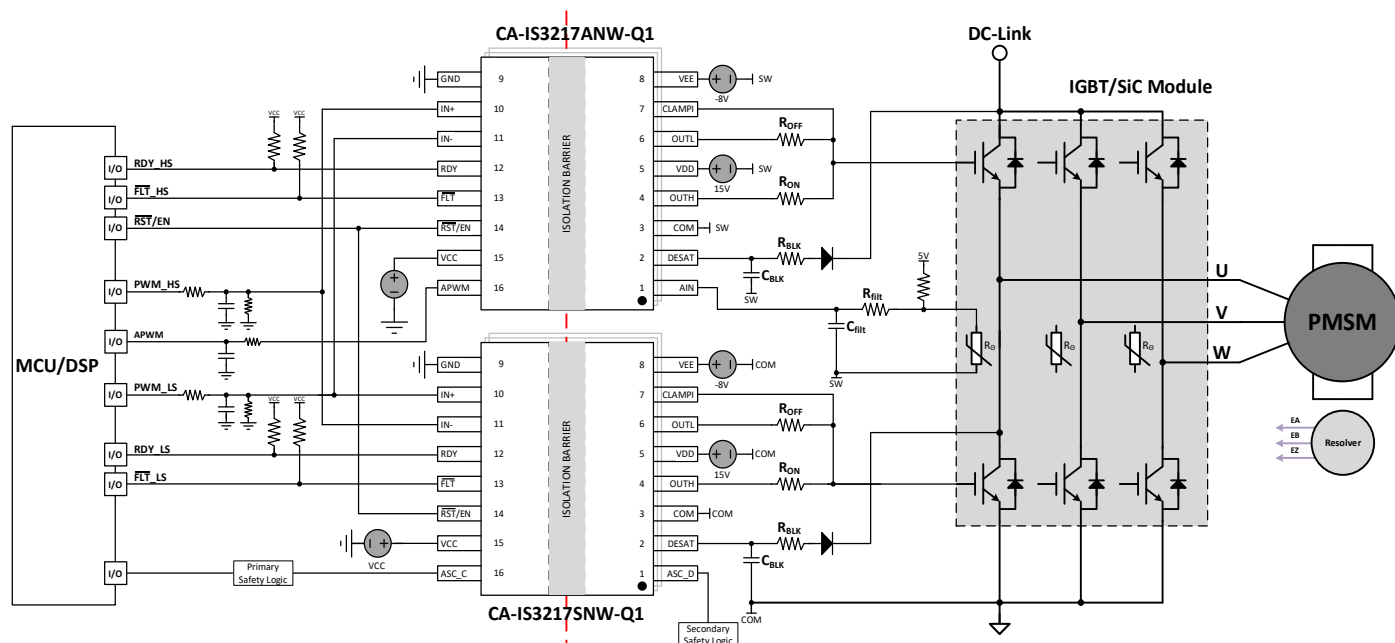 CA-IS3217ANW-Q1
DC-Link
IGBT/SiC Module
MCU/DSP
I/O
RDY_HS
I/O
FLT_HS
I/O
RST/EN
I/O
PWM_HS
I/O
APWM
I/O
PWM_LS
I/O
RDY_LS
I/O
FLT_LS
I/O
VCC
VCC
VCC
VCC
Primary
Safety Logic
GND
9
IN+
10
IN-
11
RDY
12
FLT
13
RST/EN
14
VCC
15
APWM
16
ISOLATION BARRIER
8
VEE
7
CLAMPI
6
OUTL
5
VDD
4
OUTH
3
COM
2
DESAT
1
AIN
-8V
SW
ROFF
15V
SW
RON
SW
RBLK
CBLK
SW
5V
Rfilt
Cfilt
SW
GND
9
IN+
10
IN-
11
RDY
12
FLT
13
RST/EN
14
VCC
15
ASC_C
16
VCC
ISOLATION BARRIER
8
VEE
7
CLAMPI
6
OUTL
5
VDD
4
OUTH
3
COM
2
DESAT
1
ASC_D
-8V
COM
ROFF
15V
COM
RON
COM
RBLK
CBLK
COM
Secondary
Safety Logic
CA-IS3217SNW-Q1
RΘ
RΘ
RΘ
U
V
W
PMSM
EA
EB
EZ
Resolver